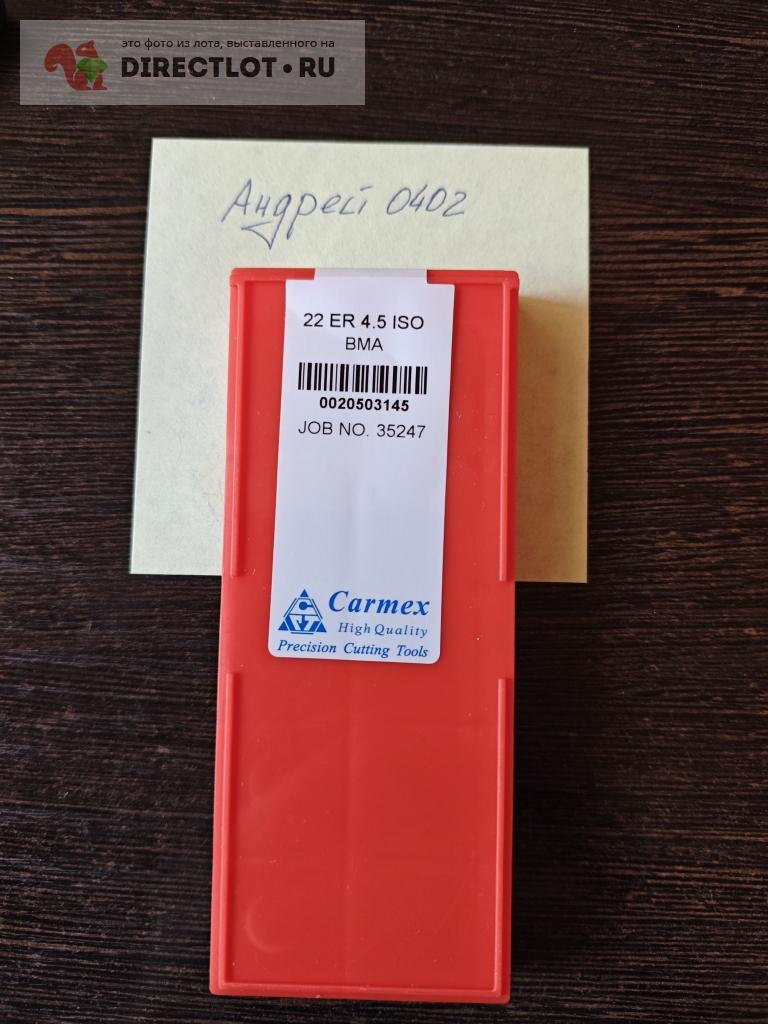 это фото из лота, выставленного на
DIRECTLOT.RU
Андрей 0402
22 ER 4.5 ISO
BMA
0020503145
JOB NO. 35247
Carmex
High Quality
Precision Cutting Tools